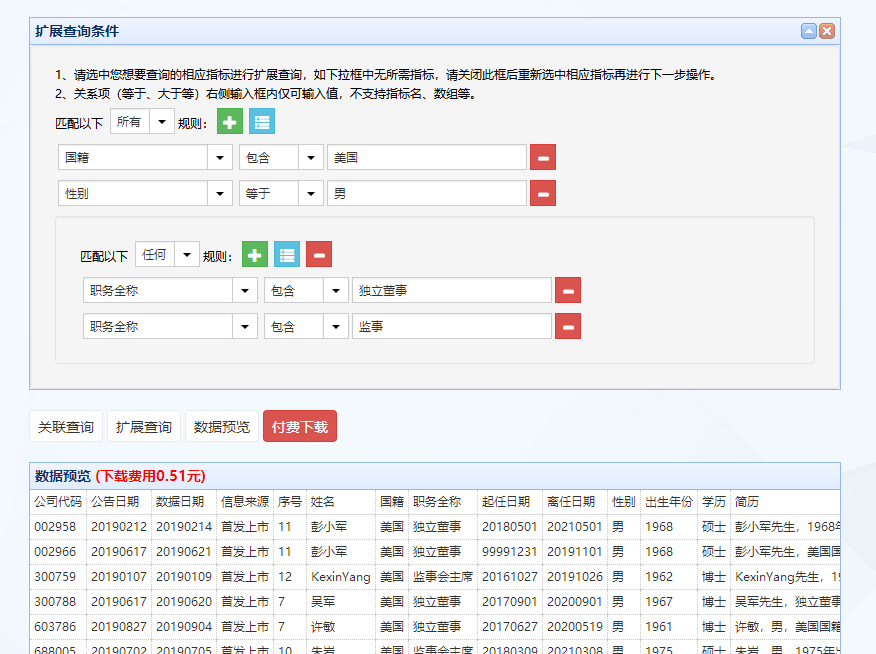 扩展查询条件
1、请选中您想要查询的相应指标进行扩展查询，如下拉框中无所需指标，请关闭此框后重新选中相应指标再进行下一步操作。
2、关系项（等于、大于等）右侧输入框内仅可输入值，不支持指标名、数组等。
匹配以下 所有 规则:
国籍 包含 美国
性别 等于 男
匹配以下 任何 规则:
职务全称 包含 独立董事
职务全称 包含 监事
关联查询 扩展查询 数据预览 付费下载
数据预览 (下载费用0.51元)
公司代码 公告日期 数据日期 信息来源 序号 姓名 国籍 职务全称 起任日期 离任日期 性别 出生年份 学历 简历
002958 20190212 20190214 首发上市 11 彭小军 美国 独立董事 20180501 20210501 男 1968 硕士 彭小军先生，1968年
002966 20190617 20190621 首发上市 11 彭小军 美国 独立董事 99991231 20191101 男 1968 硕士 彭小军先生，美国国
300759 20190107 20190109 首发上市 12 KexinYang 美国 监事会主席 20161027 20191026 男 1962 博士 KexinYang先生，19
300788 20190617 20190620 首发上市 7 吴军 美国 独立董事 20170901 20200901 男 1967 博士 吴军先生，独立董事
603786 20190827 20190904 首发上市 7 许敏 美国 独立董事 20170627 20200519 男 1961 博士 许敏，男，美国国籍
688005 20190702 20190705 首发上市 10 朱岩 美国 监事会主席 20180309 20210308 男 1975 硕士 朱岩，男，1975年出